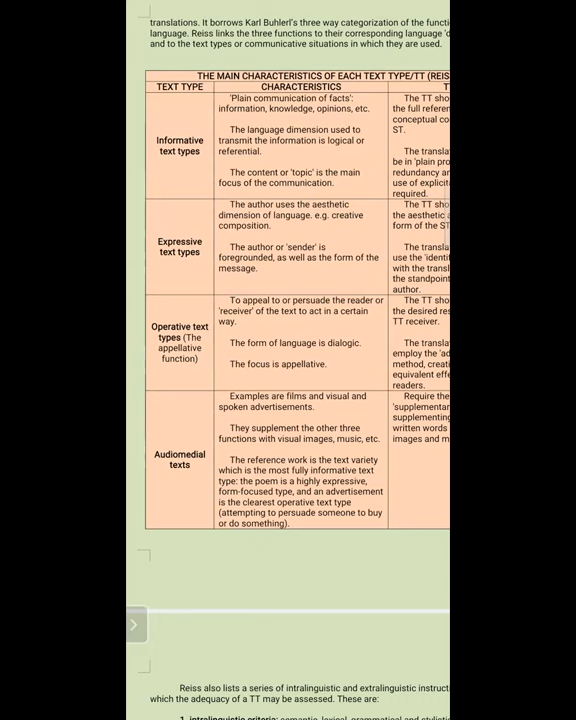 translations. It borrows Karl Buhlerl's three way categorization of the functi
language. Reiss links the three functions to their corresponding language 'd
and to the text types or communicative situations in which they are used.
THE MAIN CHARACTERISTICS OF EACH TEXT TYPE/TT (REIS
TEXT TYPE
CHARACTERISTICS
T
Informative
text types
'Plain communication of facts':
information, knowledge, opinions, etc.
The language dimension used to
transmit the information is logical or
referential.
The content or 'topic' is the main
focus of the communication.
The TT sho
the full referen
conceptual co
ST.
The transla
be in 'plain pro
redundancy an
use of explicit
required.
Expressive
text types
The author uses the aesthetic
dimension of language. e.g. creative
composition.
The author or 'sender' is
foregrounded, as well as the form of the
message.
The TT sho
the aesthetic a
form of the ST
The transla
use the 'identi
with the transl
the standpoint
author.
Operative text
types (The
appellative
function)
To appeal to or persuade the reader or
'receiver' of the text to act in a certain
way.
The form of language is dialogic.
The focus is appellative.
The TT sho
the desired res
TT receiver.
The transla
employ the 'ad
method, creati
equivalent effe
readers.
Audiomedial
texts
Examples are films and visual and
spoken advertisements.
They supplement the other three
functions with visual images, music, etc.
The reference work is the text variety
which is the most fully informative text
type: the poem is a highly expressive,
form-focused type, and an advertisement
is the clearest operative text type
(attempting to persuade someone to buy
or do something).
Require the
'supplementar
supplementing
written words
images and m
Reiss also lists a series of intralinguistic and extralinguistic instructi
which the adequacy of a TT may be assessed. These are:
1. intralinguistic criteria: semantic, lexical, grammatical and stylisti